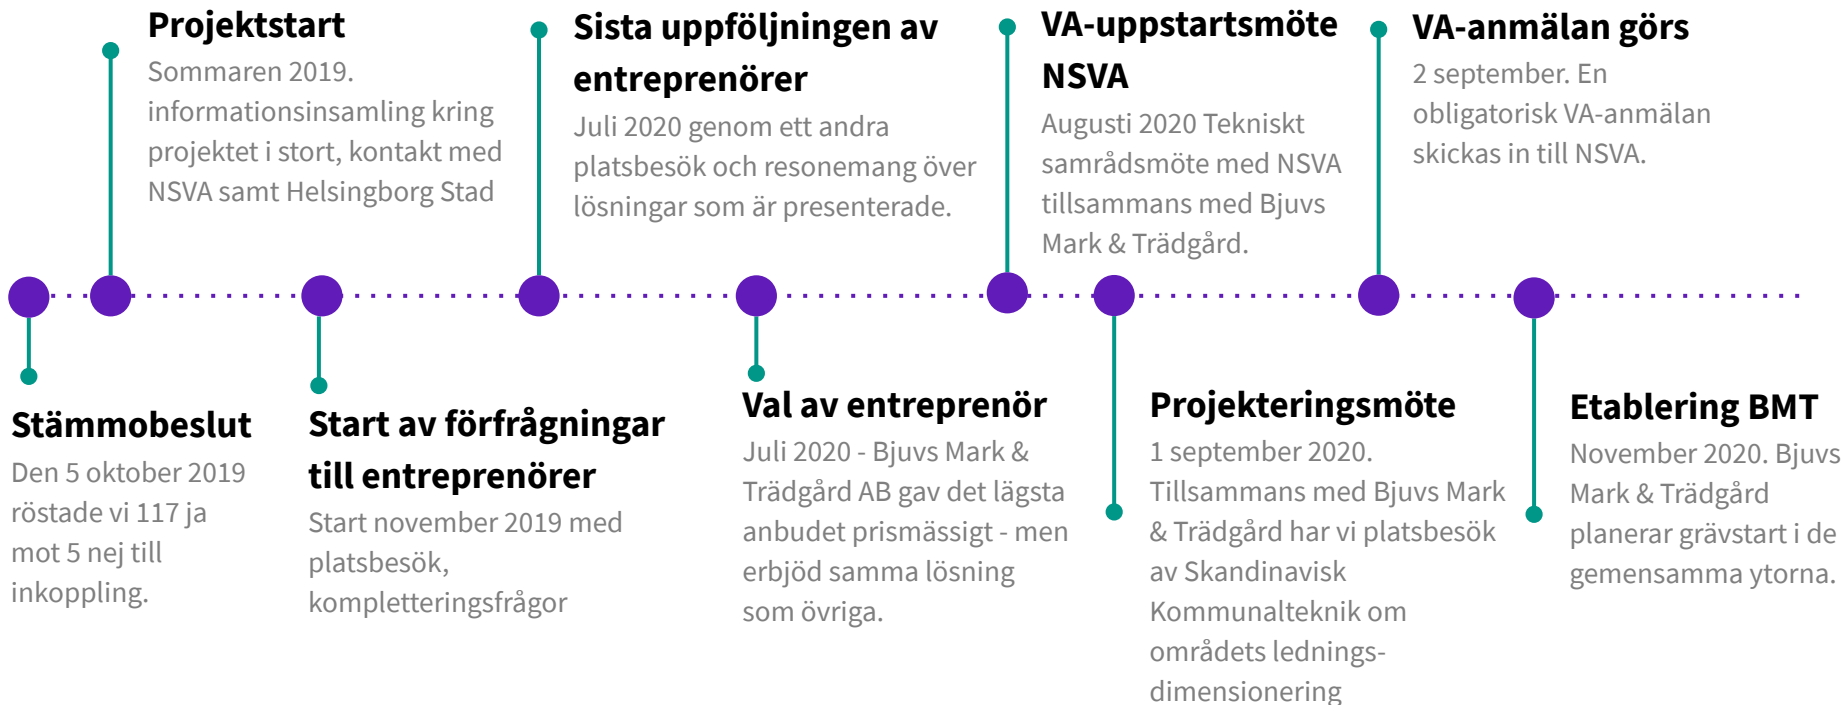 Projektstart
Sommaren 2019.
informationsinsamling kring
projektet i stort, kontakt med
NSVA samt Helsingborg Stad
Sista uppföljningen av
entreprenörer
Juli 2020 genom ett andra
platsbesök och resonemang över
lösningar som är presenterade.
VA-uppstartsmöte
NSVA
Augusti 2020 Tekniskt
samrådsmöte med NSVA
tillsammans med Bjuvs
Mark & Trädgård.
VA-anmälan görs
2 september. En
obligatorisk VA-anmälan
skickas in till NSVA.
Stämmobeslut
Den 5 oktober 2019
röstade vi 117 ja
mot 5 nej till
inkoppling.
Start av förfrågningar
till entreprenörer
Start november 2019 med
platsbesök,
kompletteringsfrågor
Val av entreprenör
Juli 2020 - Bjuvs Mark &
Trädgård AB gav det lägsta
anbudet prismässigt - men
erbjöd samma lösning
som övriga.
Projekteringsmöte
1 september 2020.
Tillsammans med Bjuvs Mark
& Trädgård har vi platsbesök
av Skandinavisk
Kommunalteknik om
områdets lednings-
dimensionering
Etablering BMT
November 2020. Bjuvs
Mark & Trädgård
planerar grävstart i de
gemensamma ytorna.